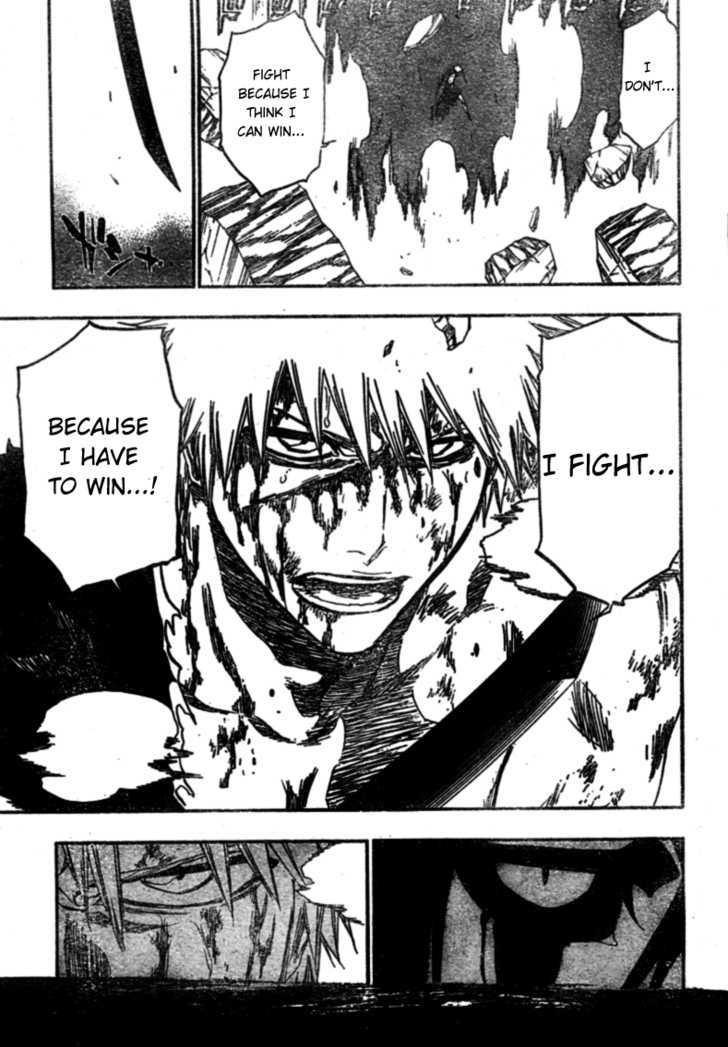 I
DON'T...
FIGHT
BECAUSE I
THINK I
CAN WIN...
I FIGHT...
BECAUSE
I HAVE
TO WIN...!